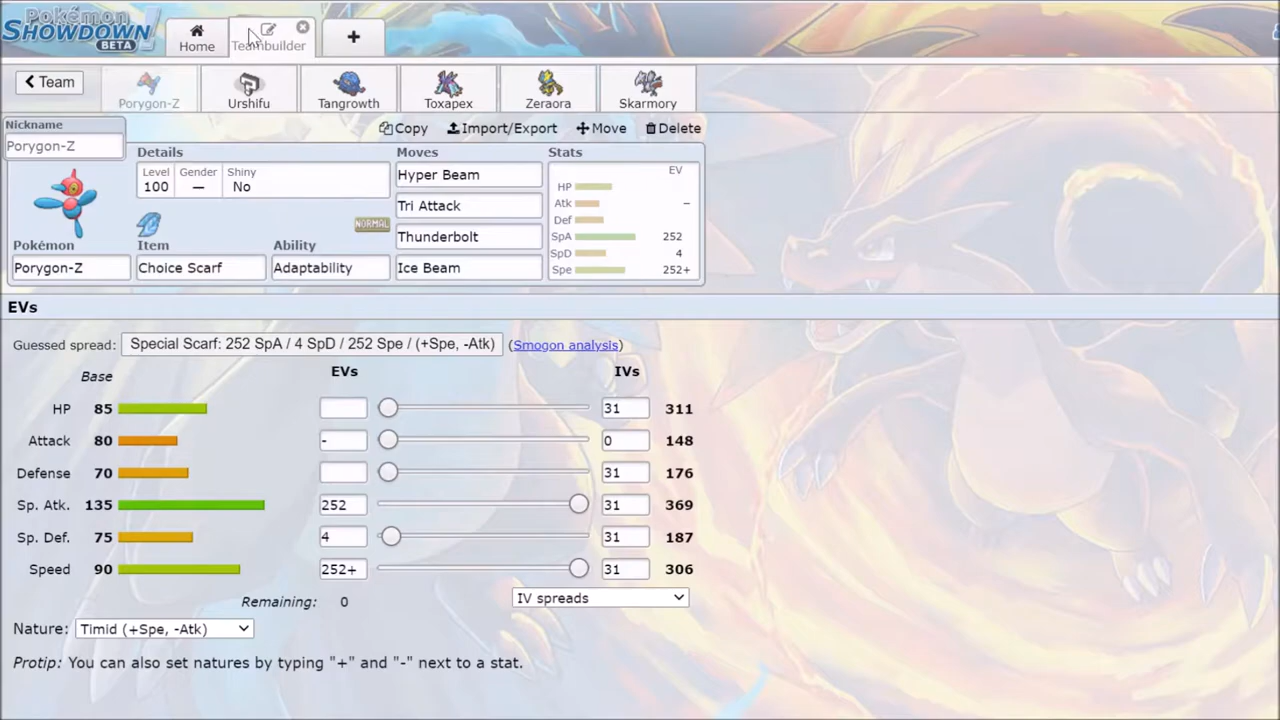 Pokémon
SHOWDOWN!
BETA
Home
Teambuilder
+
Team
Porygon-Z
Urshifu
Tangrowth
Toxapex
Zeraora
Skarmory
Nickname
Porygon-Z
Copy
Import/Export
Move
Delete
Details
Level
100
Gender
—
Shiny
No
NORMAL
Pokémon
Porygon-Z
Item
Choice Scarf
Ability
Adaptability
Moves
Hyper Beam
Tri Attack
Thunderbolt
Ice Beam
Stats
EV
HP
Atk –
Def
SpA 252
SpD 4
Spe 252+
EVs
Guessed spread: Special Scarf: 252 SpA / 4 SpD / 252 Spe / (+Spe, -Atk) (Smogon analysis)
Base EVs IVs
HP 85 31 311
Attack 80 - 0 148
Defense 70 31 176
Sp. Atk. 135 252 31 369
Sp. Def. 75 4 31 187
Speed 90 252+ 31 306
Remaining: 0 IV spreads
Nature: Timid (+Spe, -Atk)
Protip: You can also set natures by typing "+" and "-" next to a stat.